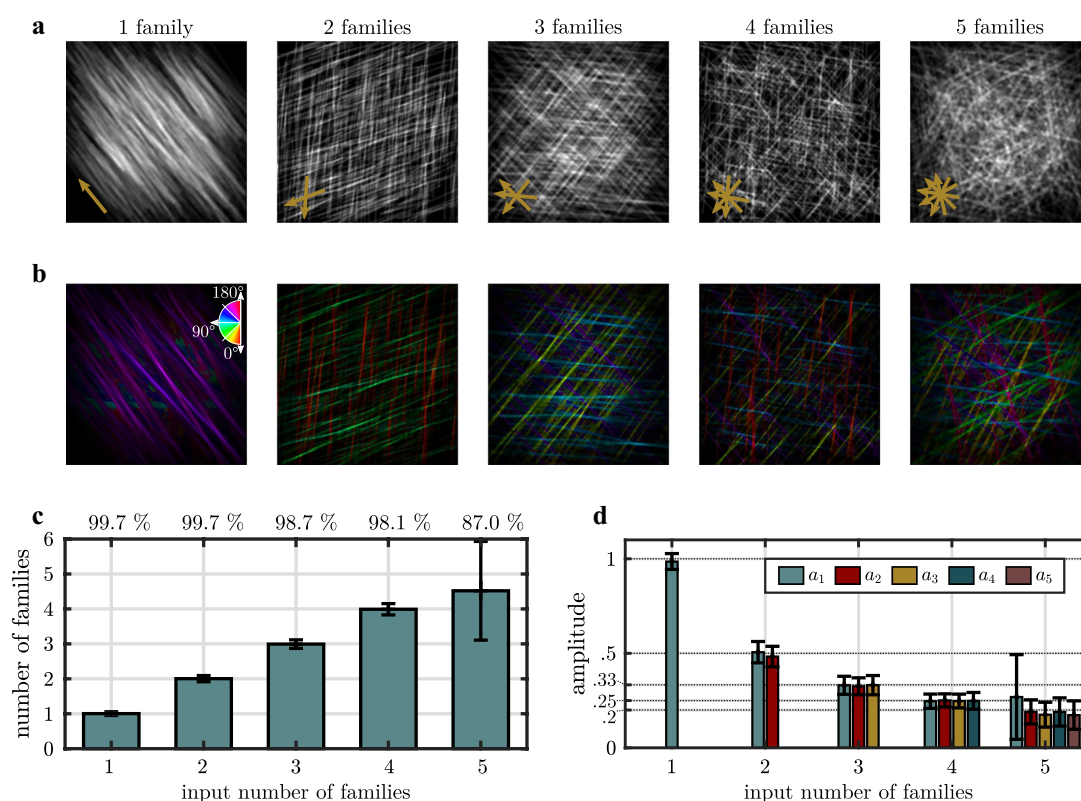 a
1 family 2 families 3 families 4 families 5 families
b
180°
90°
0°
c
99.7 % 99.7 % 98.7 % 98.1 % 87.0 %
number of families
6
5
4
3
2
1
0
1 2 3 4 5
input number of families
d
amplitude
1
.5
.33
.25
.2
0
a₁ a₂ a₃ a₄ a₅
1 2 3 4 5
input number of families